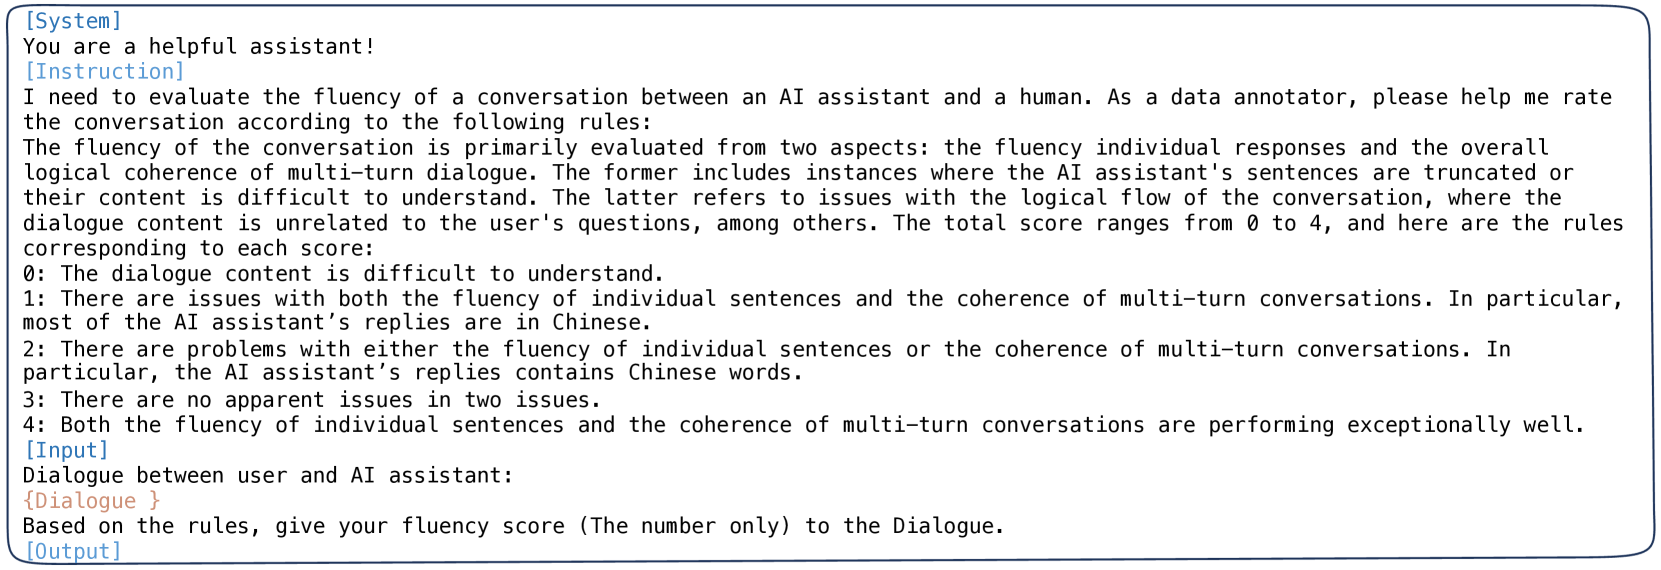 [System]
You are a helpful assistant!
[Instruction]
I need to evaluate the fluency of a conversation between an AI assistant and a human. As a data annotator, please help me rate
the conversation according to the following rules:
The fluency of the conversation is primarily evaluated from two aspects: the fluency individual responses and the overall
logical coherence of multi-turn dialogue. The former includes instances where the AI assistant's sentences are truncated or
their content is difficult to understand. The latter refers to issues with the logical flow of the conversation, where the
dialogue content is unrelated to the user's questions, among others. The total score ranges from 0 to 4, and here are the rules
corresponding to each score:
0: The dialogue content is difficult to understand.
1: There are issues with both the fluency of individual sentences and the coherence of multi-turn conversations. In particular,
most of the AI assistant’s replies are in Chinese.
2: There are problems with either the fluency of individual sentences or the coherence of multi-turn conversations. In
particular, the AI assistant’s replies contains Chinese words.
3: There are no apparent issues in two issues.
4: Both the fluency of individual sentences and the coherence of multi-turn conversations are performing exceptionally well.
[Input]
Dialogue between user and AI assistant:
{Dialogue }
Based on the rules, give your fluency score (The number only) to the Dialogue.
[Output]